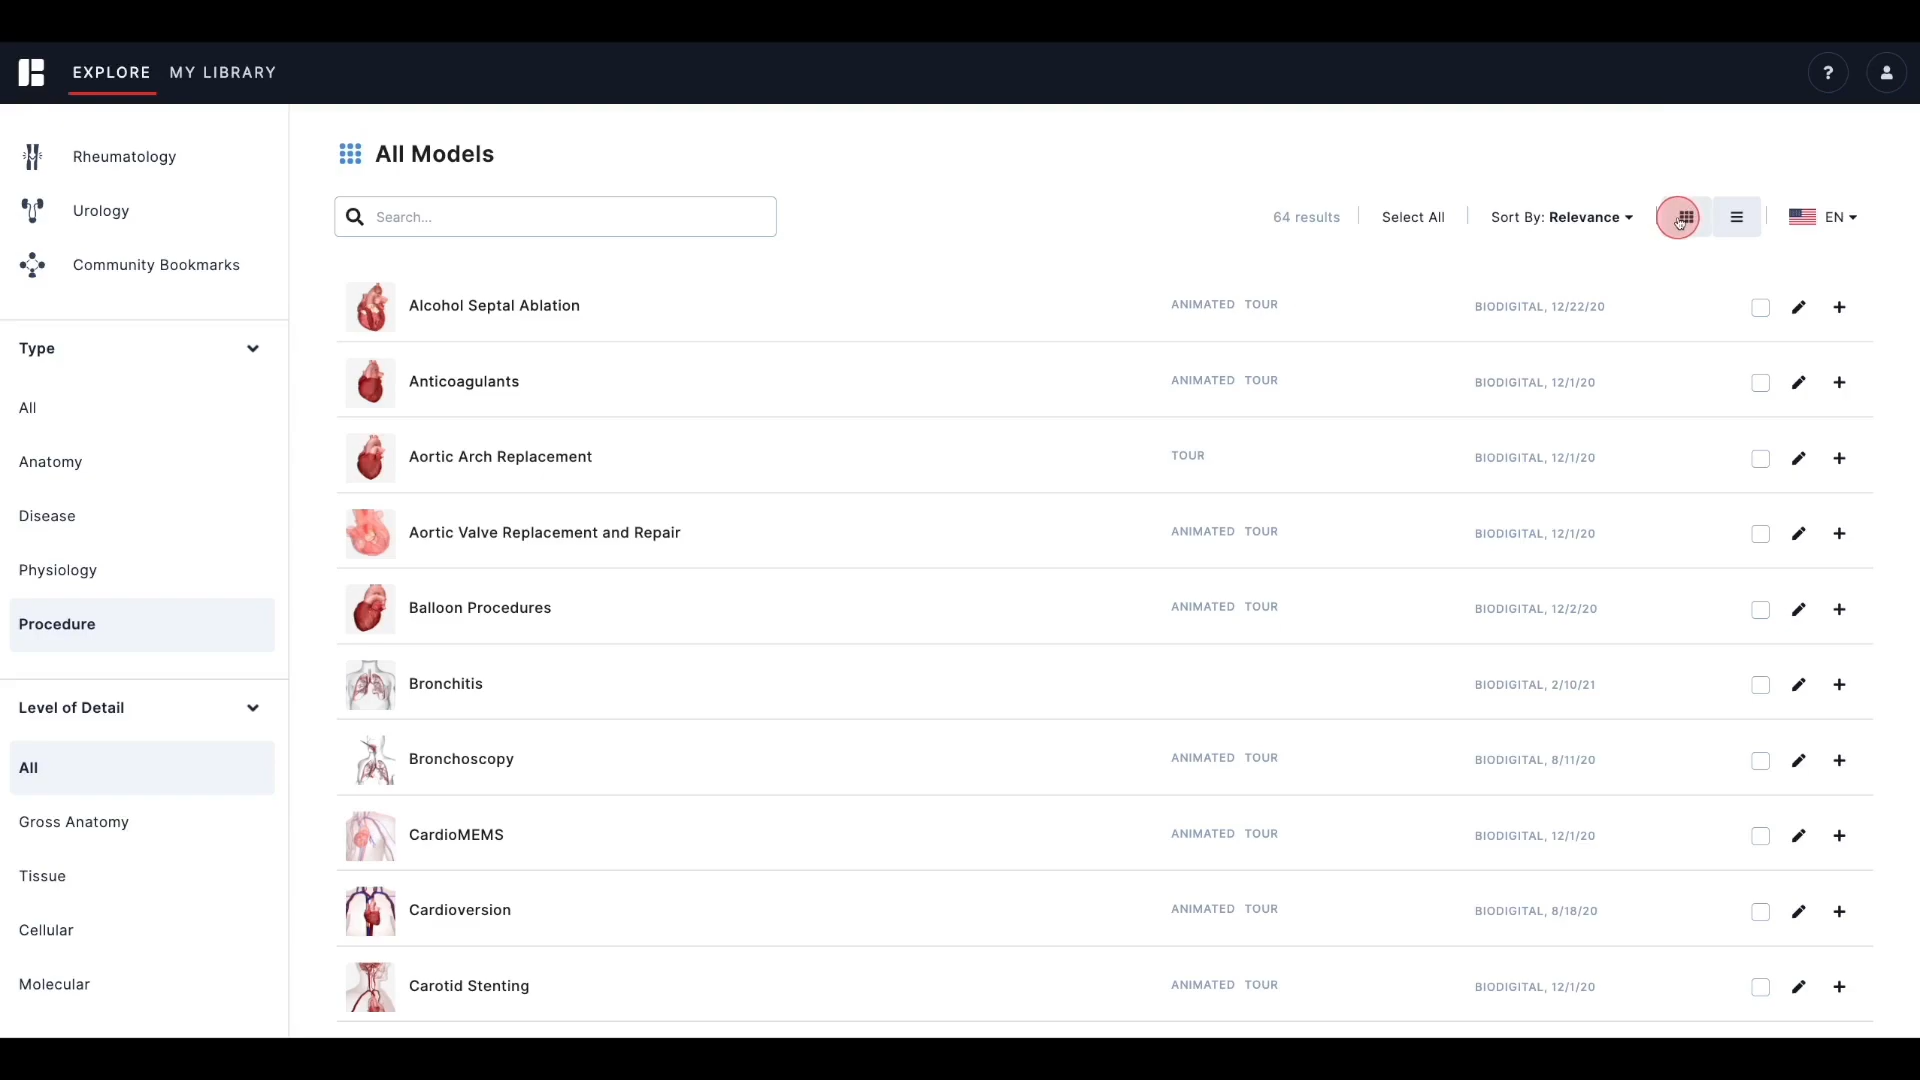 EXPLORE MY LIBRARY ?
Rheumatology
Urology
Community Bookmarks
Type
All
Anatomy
Disease
Physiology
Procedure
Level of Detail
All
Gross Anatomy
Tissue
Cellular
Molecular
All Models
Search... 64 results Select All Sort By: Relevance EN
Alcohol Septal Ablation ANIMATED TOUR BIODIGITAL, 12/22/20
Anticoagulants ANIMATED TOUR BIODIGITAL, 12/1/20
Aortic Arch Replacement TOUR BIODIGITAL, 12/1/20
Aortic Valve Replacement and Repair ANIMATED TOUR BIODIGITAL, 12/1/20
Balloon Procedures ANIMATED TOUR BIODIGITAL, 12/2/20
Bronchitis BIODIGITAL, 2/10/21
Bronchoscopy ANIMATED TOUR BIODIGITAL, 8/11/20
CardioMEMS ANIMATED TOUR BIODIGITAL, 12/1/20
Cardioversion ANIMATED TOUR BIODIGITAL, 8/18/20
Carotid Stenting ANIMATED TOUR BIODIGITAL, 12/1/20